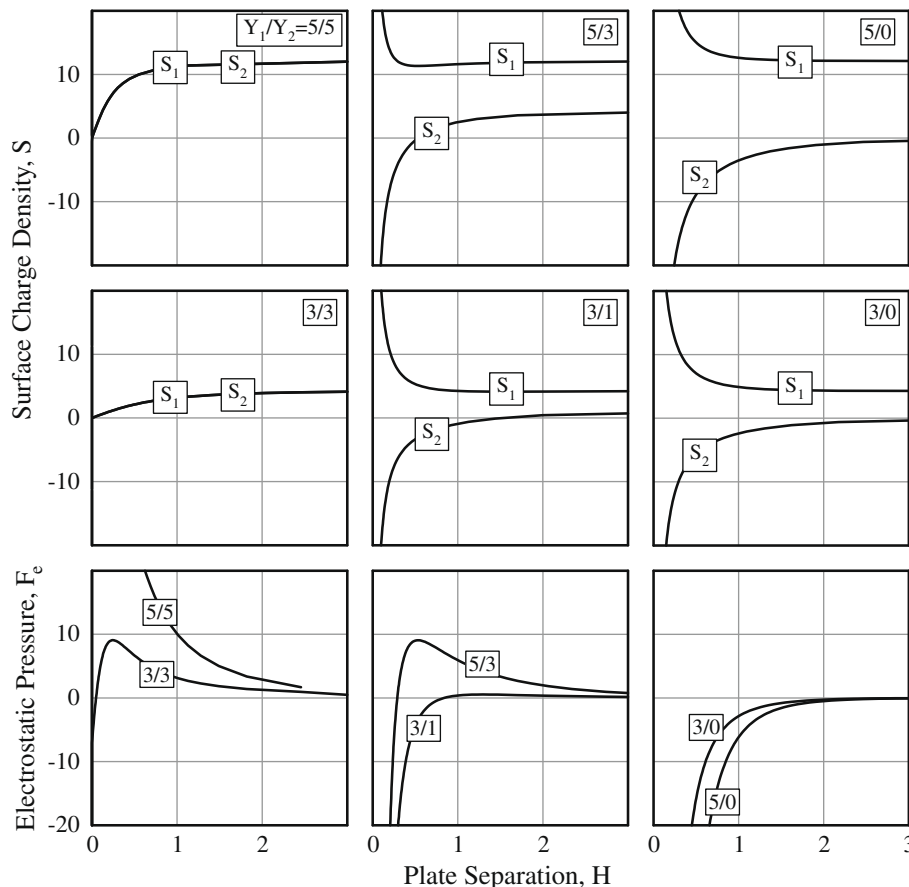 Surface Charge Density, S
Y₁/Y₂=5/5
5/3
5/0
10
0
-10
S₁
S₂
S₁
S₂
S₁
S₂
3/3
3/1
3/0
10
0
-10
S₁
S₂
S₁
S₂
S₁
S₂
Electrostatic Pressure, Fₑ
10
0
-10
-20
5/5
3/3
5/3
3/1
3/0
5/0
0 1 2 0 1 2 0 1 2 3
Plate Separation, H